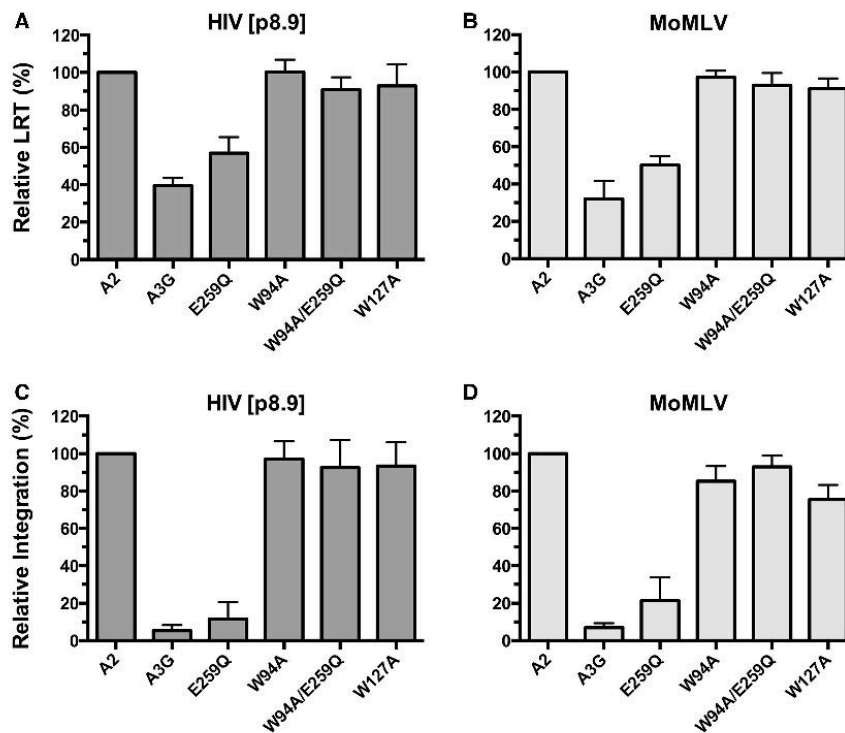 A
HIV [p8.9]
Relative LRT (%)
120
100
80
60
40
20
0
A2
A3G
E259Q
W94A
W94A/E259Q
W127A
B
MoMLV
120
100
80
60
40
20
0
A2
A3G
E259Q
W94A
W94A/E259Q
W127A
C
HIV [p8.9]
Relative Integration (%)
120
100
80
60
40
20
0
A2
A3G
E259Q
W94A
W94A/E259Q
W127A
D
MoMLV
120
100
80
60
40
20
0
A2
A3G
E259Q
W94A
W94A/E259Q
W127A